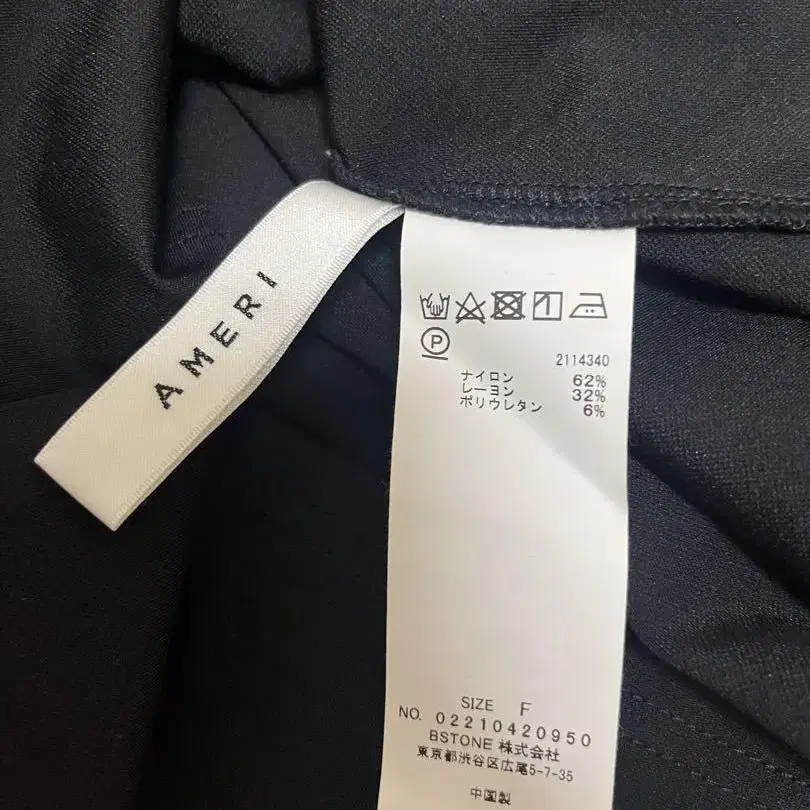 AMERI
P
2114340
ナイロン 62%
レーヨン 32%
ポリウレタン 6%
SIZE F
NO. 02210420950
BSTONE 株式会社
東京都渋谷区広尾5-7-35
中国製